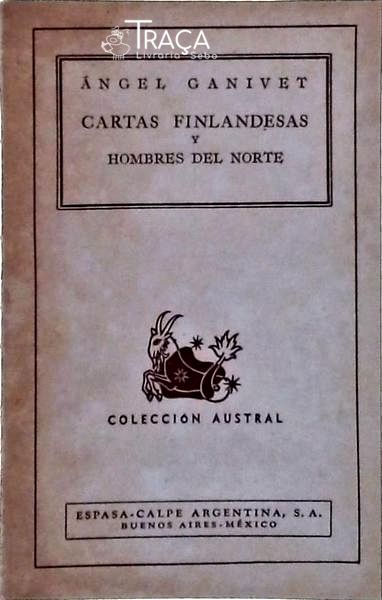 TRAÇA
Livraria Sebo
ÁNGEL GANIVET
CARTAS FINLANDESAS
Y
HOMBRES DEL NORTE
COLECCIÓN AUSTRAL
ESPASA-CALPE ARGENTINA, S. A.
BUENOS AIRES-MÉXICO